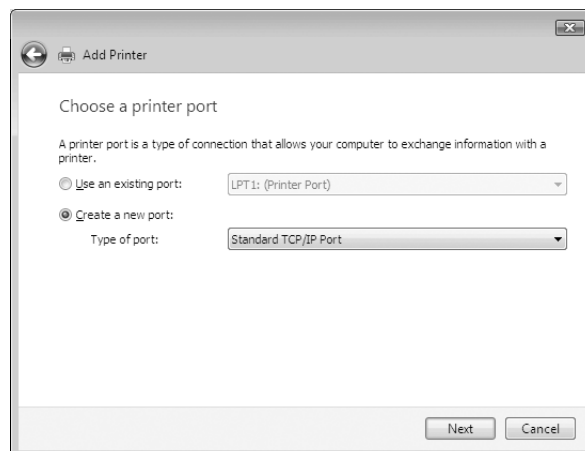 Add Printer
Choose a printer port
A printer port is a type of connection that allows your computer to exchange information with a
printer.
Use an existing port: LPT1: (Printer Port)
Create a new port:
Type of port: Standard TCP/IP Port
Next Cancel